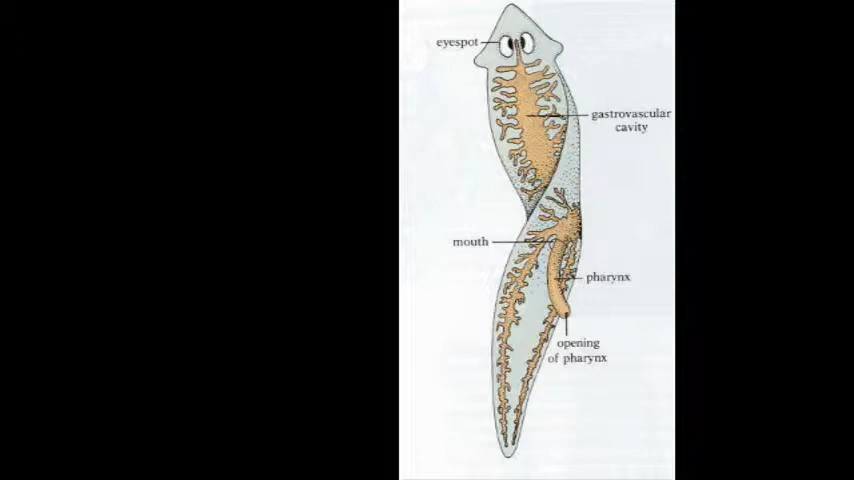 eyespot
gastrovascular
cavity
mouth
pharynx
opening
of pharynx